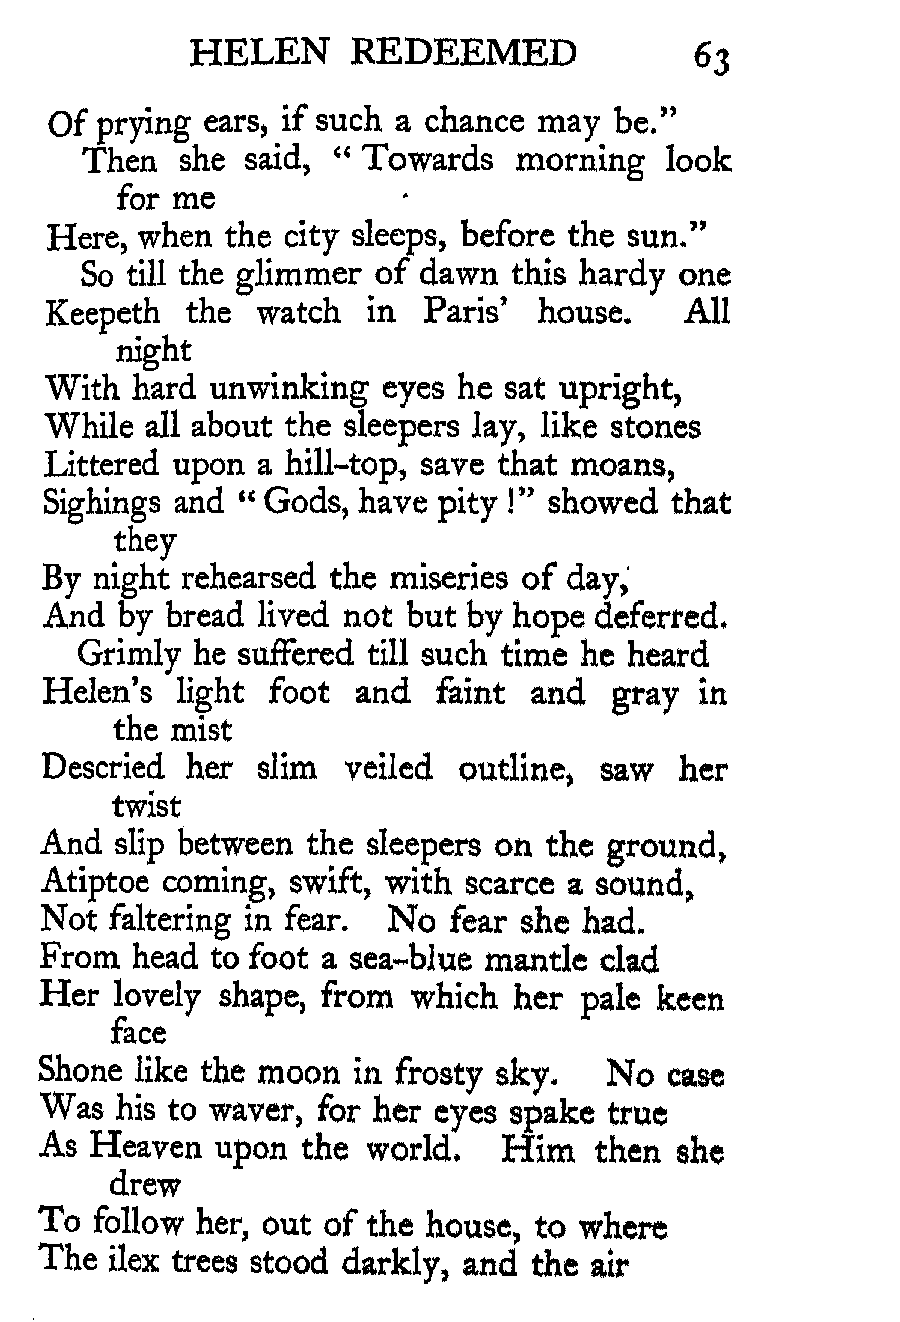 HELEN REDEEMED 63
Of prying ears, if such a chance may be.”
Then she said, “ Towards morning look
for me
Here, when the city sleeps, before the sun.”
So till the glimmer of dawn this hardy one
Keepeth the watch in Paris’ house. All
night
With hard unwinking eyes he sat upright,
While all about the sleepers lay, like stones
Littered upon a hill-top, save that moans,
Sighings and “ Gods, have pity !” showed that
they
By night rehearsed the miseries of day,
And by bread lived not but by hope deferred.
Grimly he suffered till such time he heard
Helen’s light foot and faint and gray in
the mist
Descried her slim veiled outline, saw her
twist
And slip between the sleepers on the ground,
Atiptoe coming, swift, with scarce a sound,
Not faltering in fear. No fear she had.
From head to foot a sea-blue mantle clad
Her lovely shape, from which her pale keen
face
Shone like the moon in frosty sky. No case
Was his to waver, for her eyes spake true
As Heaven upon the world. Him then she
drew
To follow her, out of the house, to where
The ilex trees stood darkly, and the air